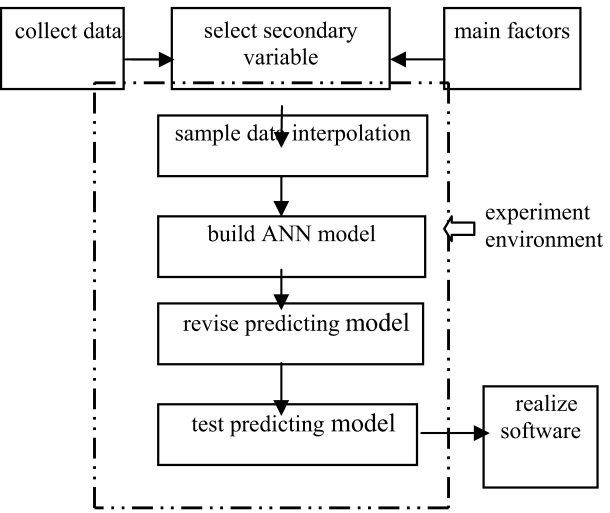 collect data
select secondary
variable
main factors
sample data interpolation
build ANN model
experiment
environment
revise predicting model
test predicting model
realize
software